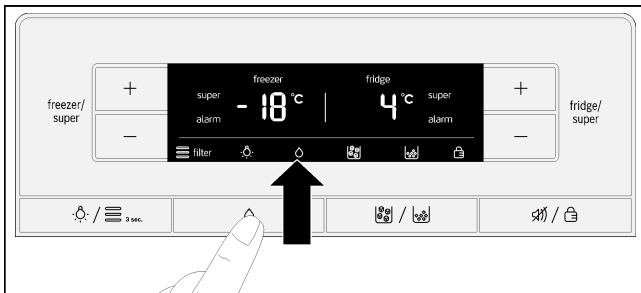 freezer fridge
super -18 °C 4 °C super
freezer/ super + + fridge/ super
alarm alarm
− −
filter
/ 3 sec. / /